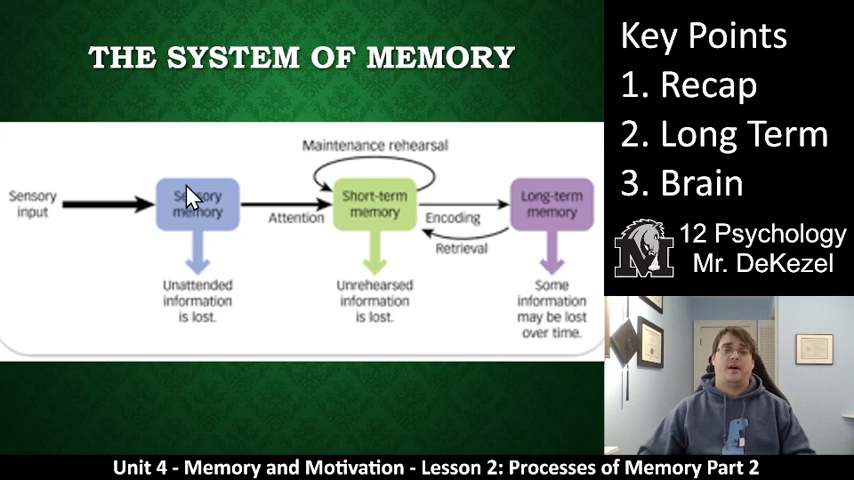 THE SYSTEM OF MEMORY
Maintenance rehearsal
Sensory
input
Sensory
memory
Attention
Short-term
memory
Encoding
Retrieval
Long-term
memory
Unattended
information
is lost.
Unrehearsed
information
is lost.
Some
information
may be lost
over time.
Key Points
1. Recap
2. Long Term
3. Brain
M
12 Psychology
Mr. DeKezel
Unit 4 - Memory and Motivation - Lesson 2: Processes of Memory Part 2